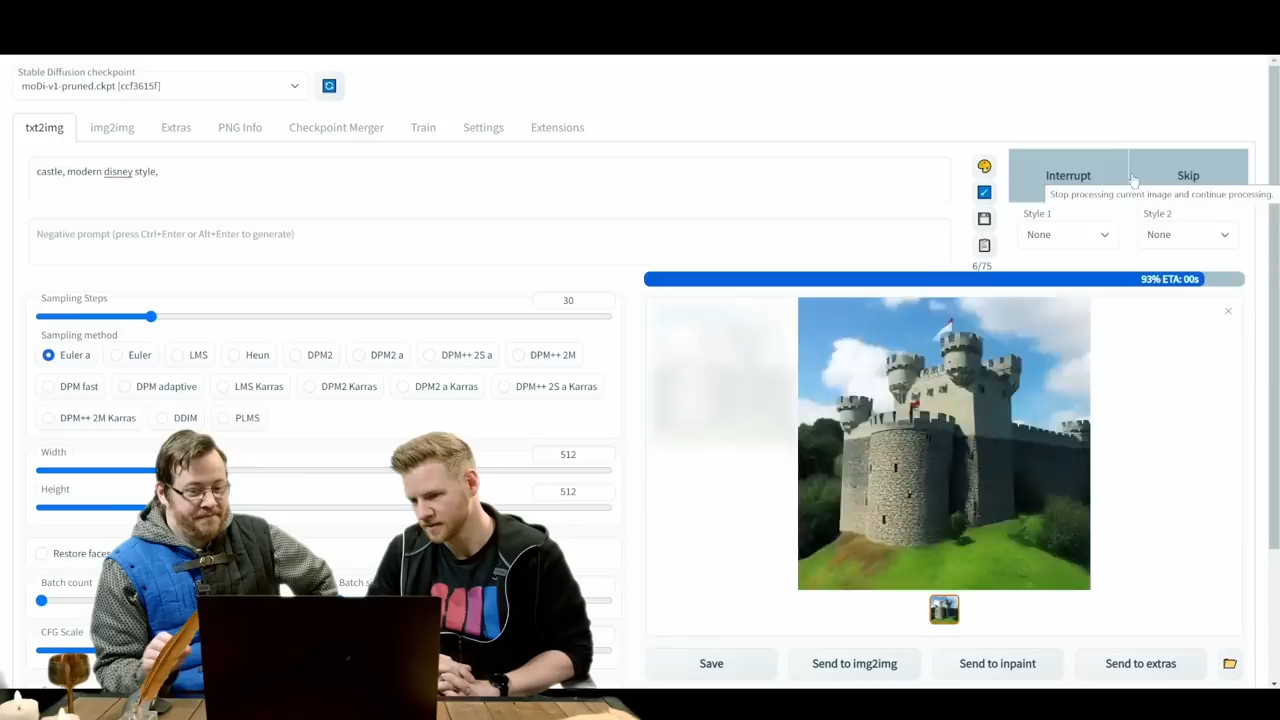 Stable Diffusion checkpoint
moDi-v1-pruned.ckpt [ccf3615f]
txt2img img2img Extras PNG Info Checkpoint Merger Train Settings Extensions
castle, modern disney style,
Interrupt Skip
Stop processing current image and continue processing.
Style 1 Style 2
None None
Negative prompt (press Ctrl+Enter or Alt+Enter to generate)
6/75
93% ETA: 00s
Sampling Steps 30
Sampling method
Euler a Euler LMS Heun DPM2 DPM2 a DPM++ 2S a DPM++ 2M
DPM fast DPM adaptive LMS Karras DPM2 Karras DPM2 a Karras DPM++ 2S a Karras
DPM++ 2M Karras DDIM PLMS
Width 512
Height 512
Restore faces
Batch count Batch
CFG Scale
Save Send to img2img Send to inpaint Send to extras